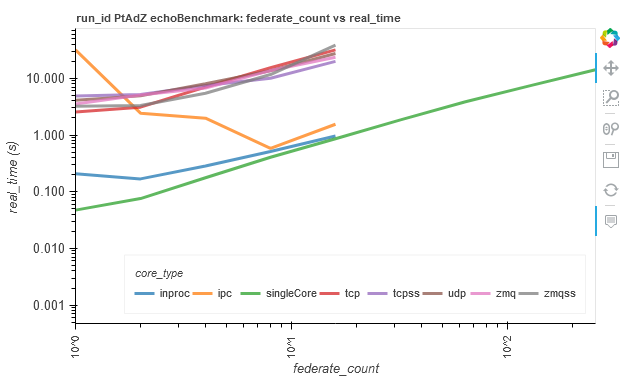 run_id PtAdZ echoBenchmark: federate_count vs real_time
10.000
1.000
0.100
0.010
0.001
real_time (s)
core_type
inproc ipc singleCore tcp tcpss udp zmq zmqss
10^0 10^1 10^2
federate_count